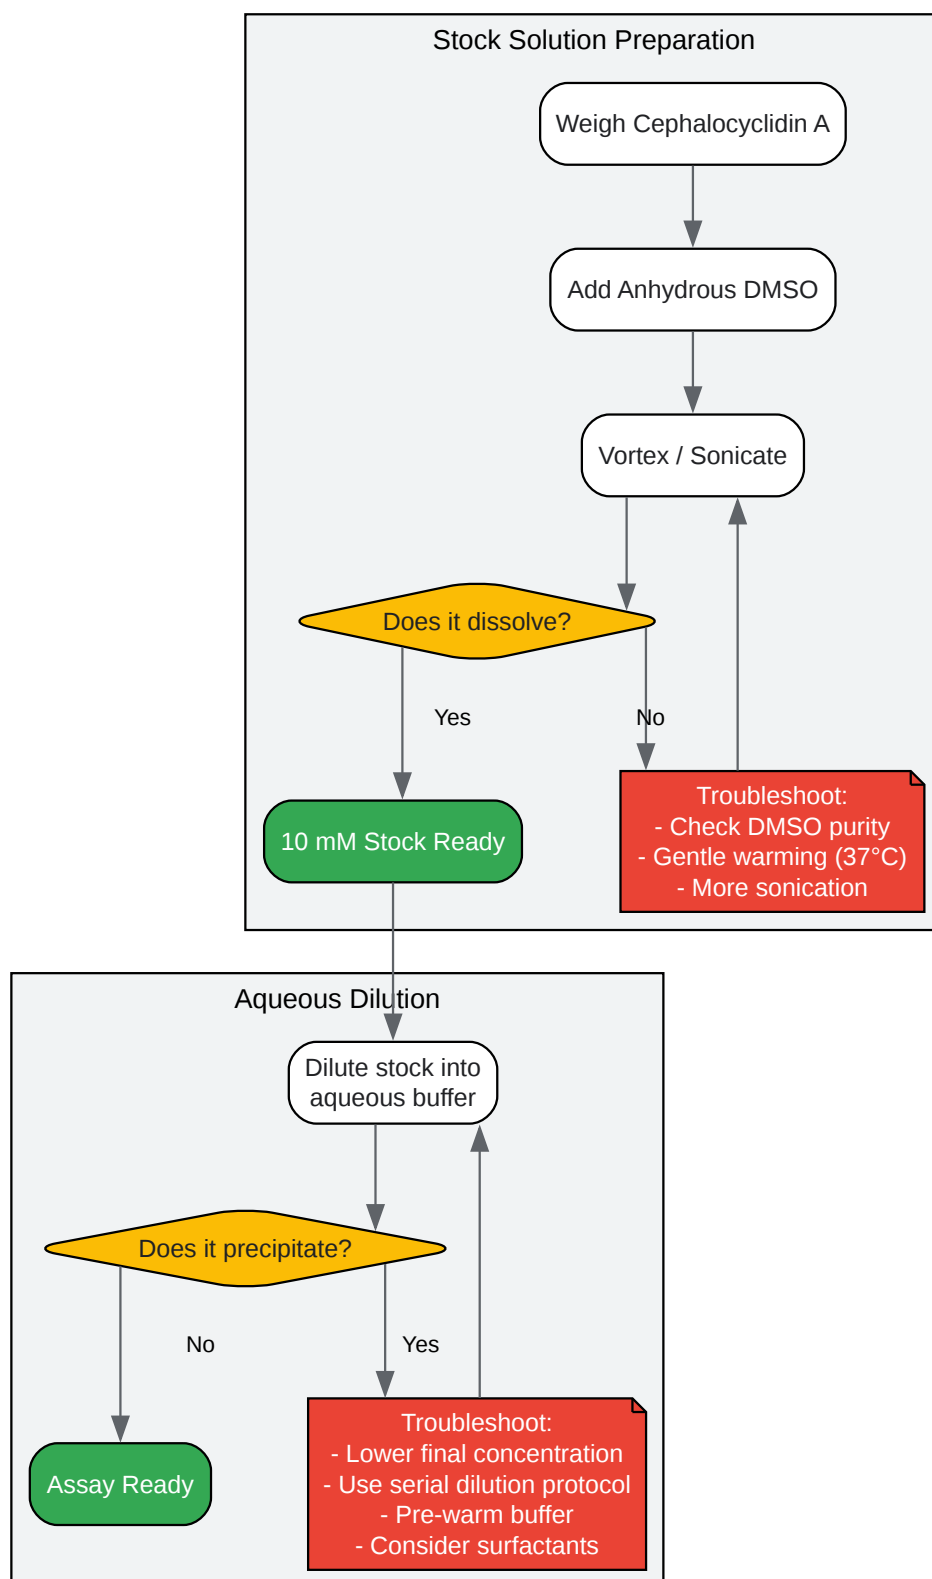 Stock Solution Preparation
Weigh Cephalocyclidin A
Add Anhydrous DMSO
Vortex / Sonicate
Does it dissolve?
Yes
No
10 mM Stock Ready
Troubleshoot:
- Check DMSO purity
- Gentle warming (37°C)
- More sonication
Aqueous Dilution
Dilute stock into
aqueous buffer
Does it precipitate?
No
Yes
Assay Ready
Troubleshoot:
- Lower final concentration
- Use serial dilution protocol
- Pre-warm buffer
- Consider surfactants